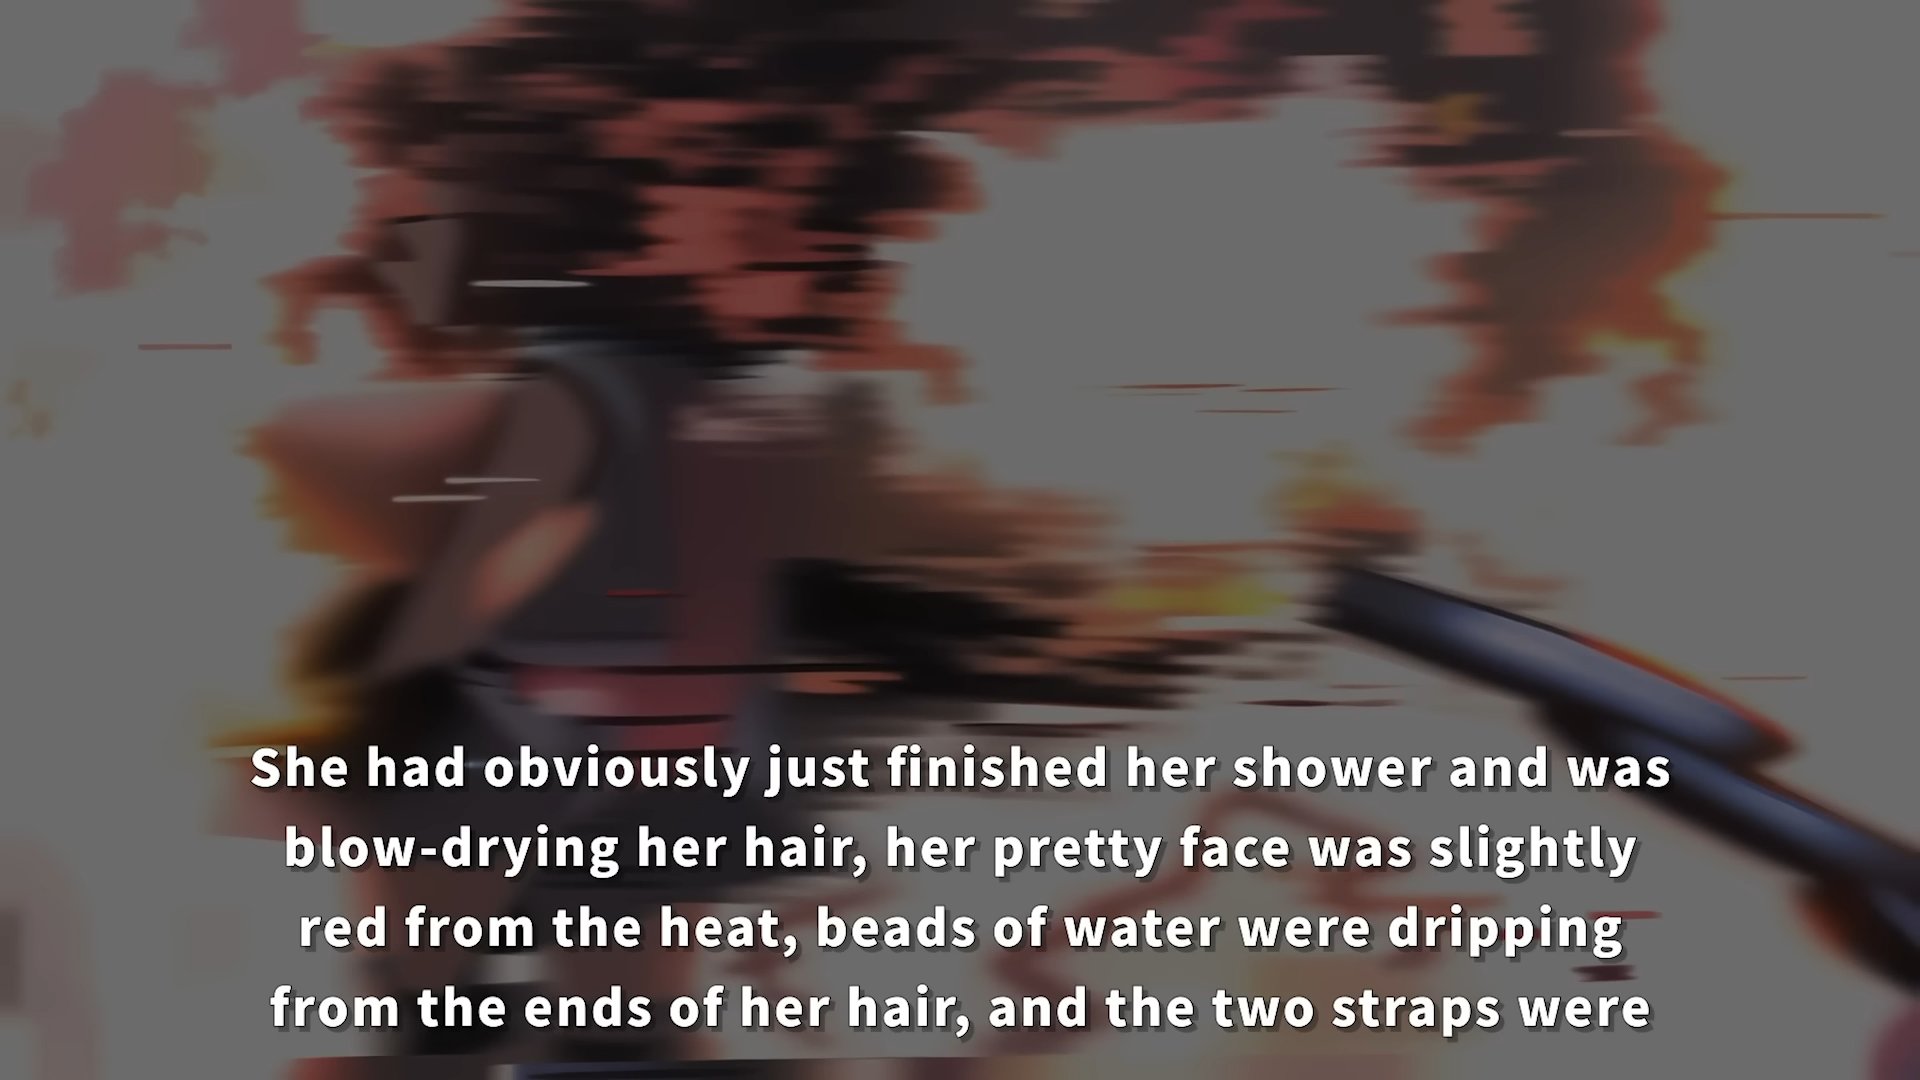 She had obviously just finished her shower and was
blow-drying her hair, her pretty face was slightly
red from the heat, beads of water were dripping
from the ends of her hair, and the two straps were